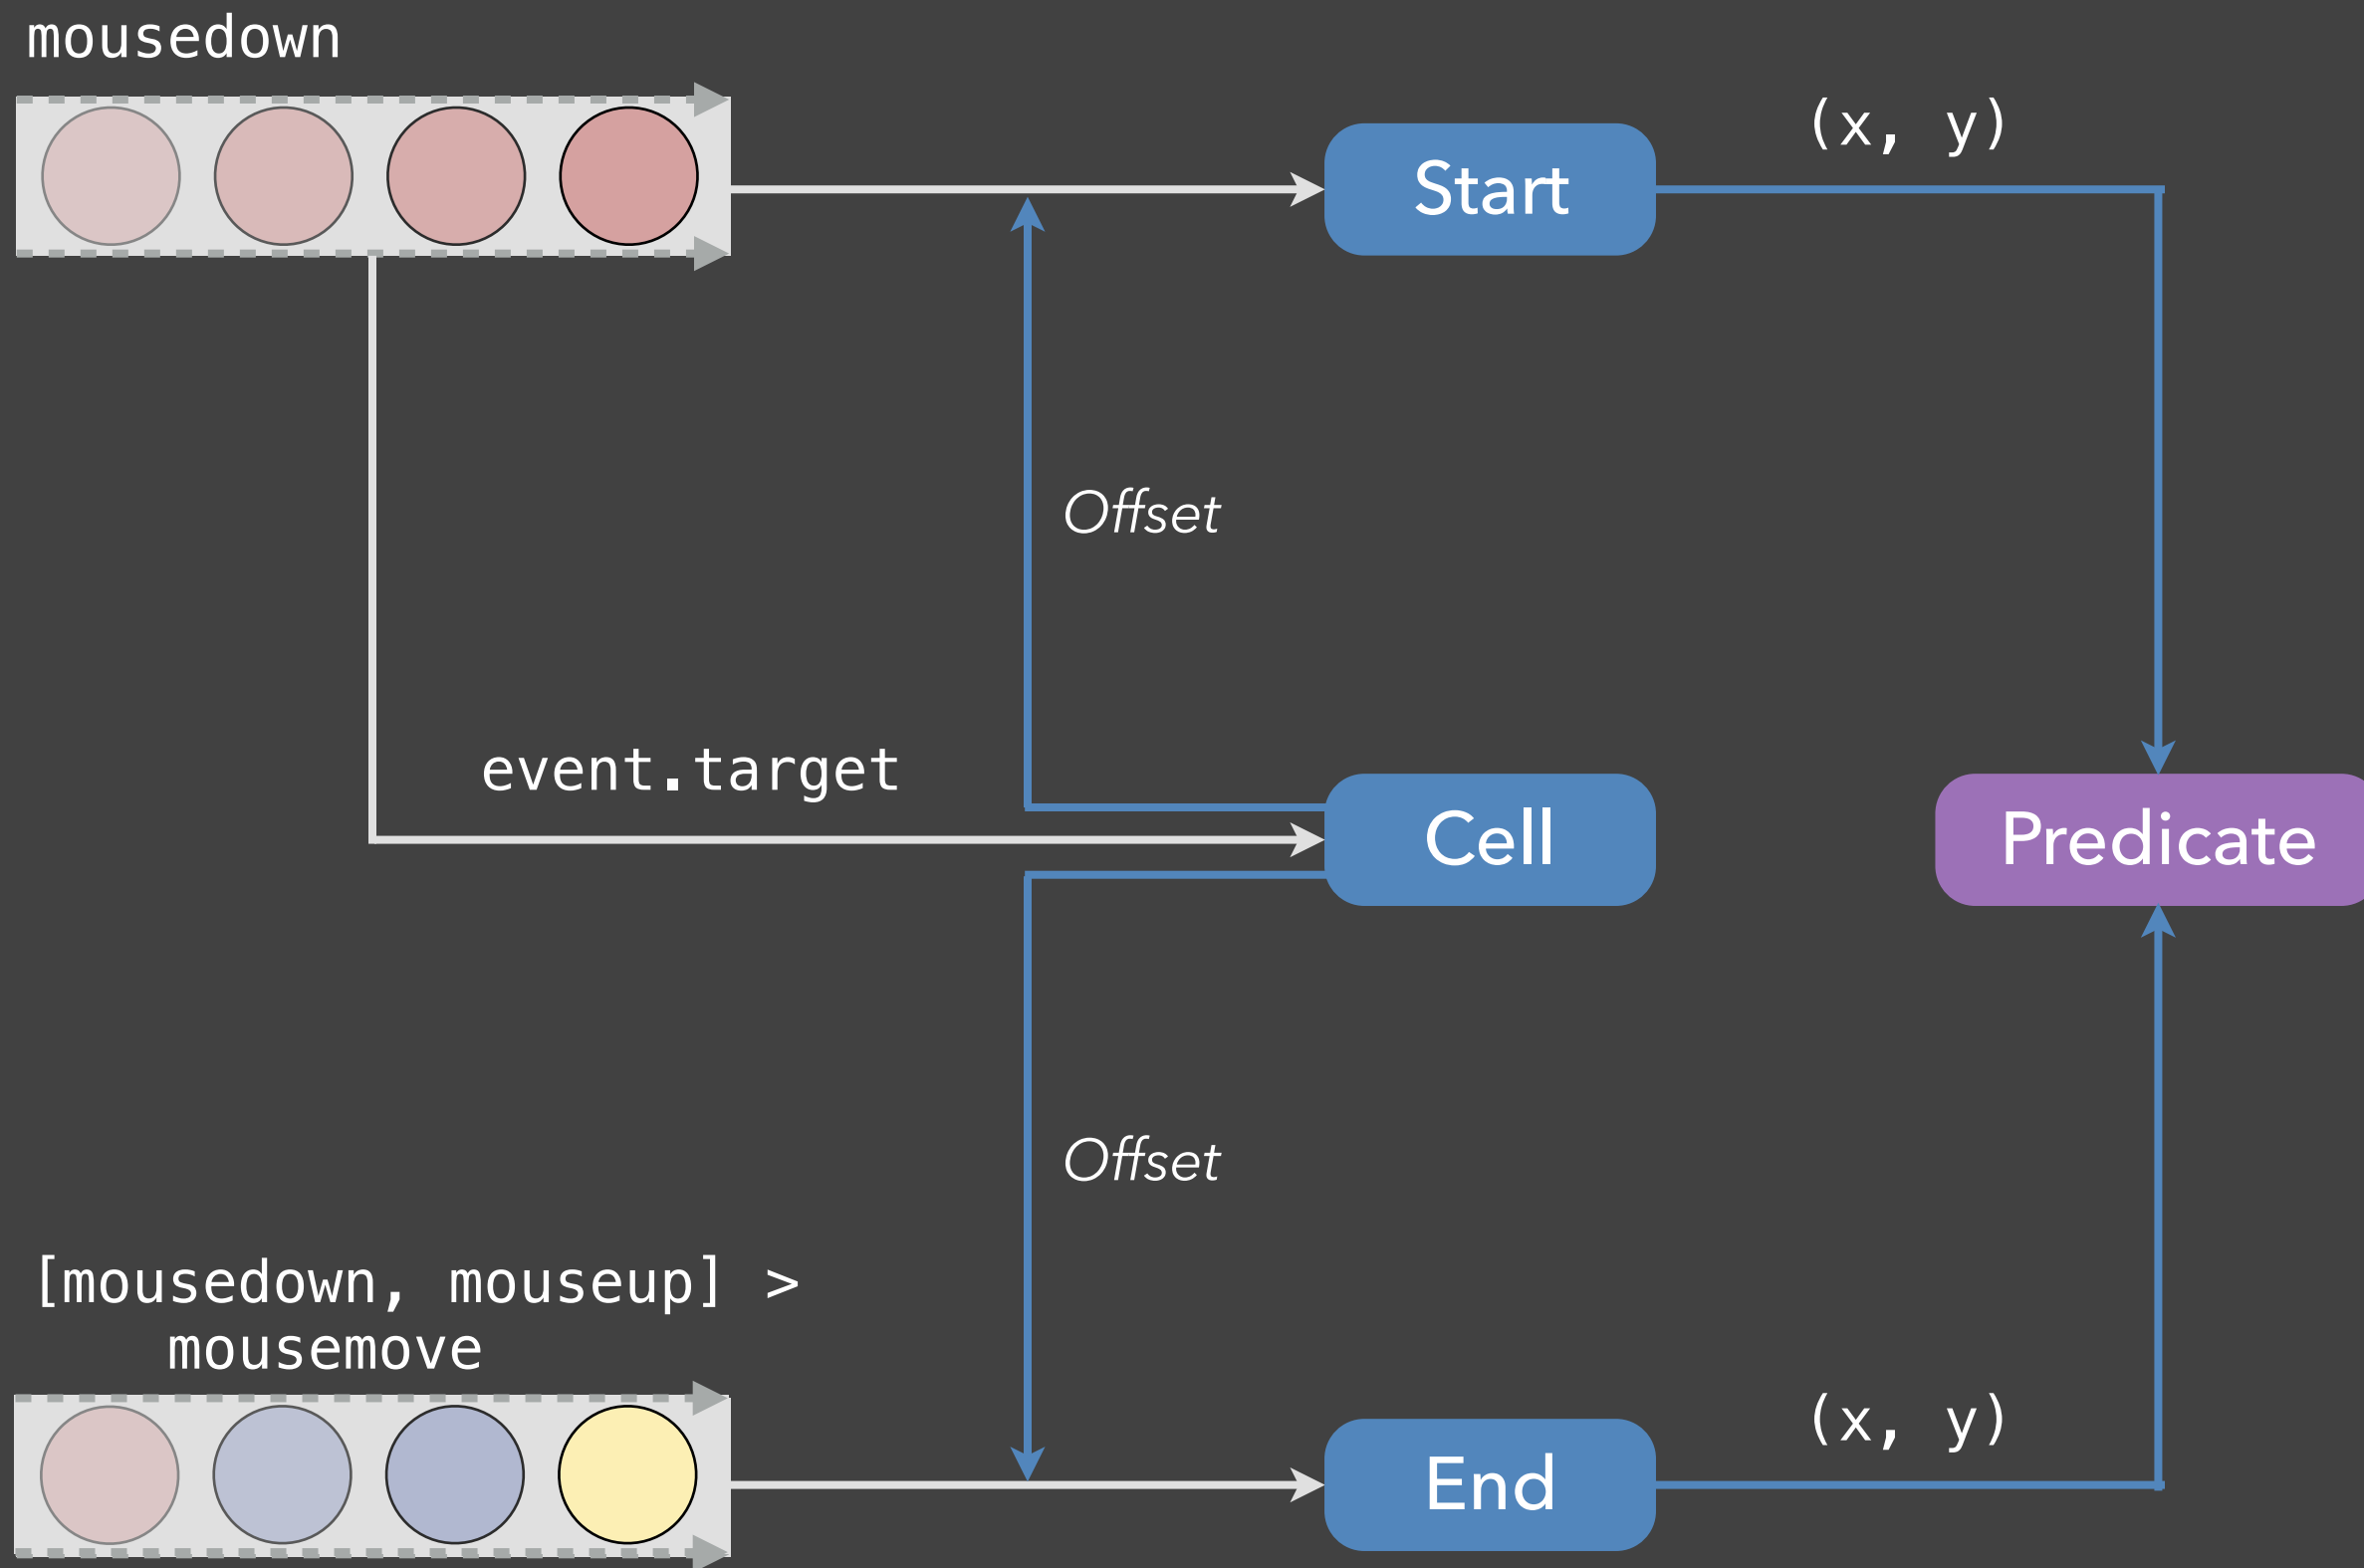 mousedown
(x, y)
Start
Offset
event.target
Cell
Predicate
Offset
[mousedown, mouseup] >
mousemove
(x, y)
End